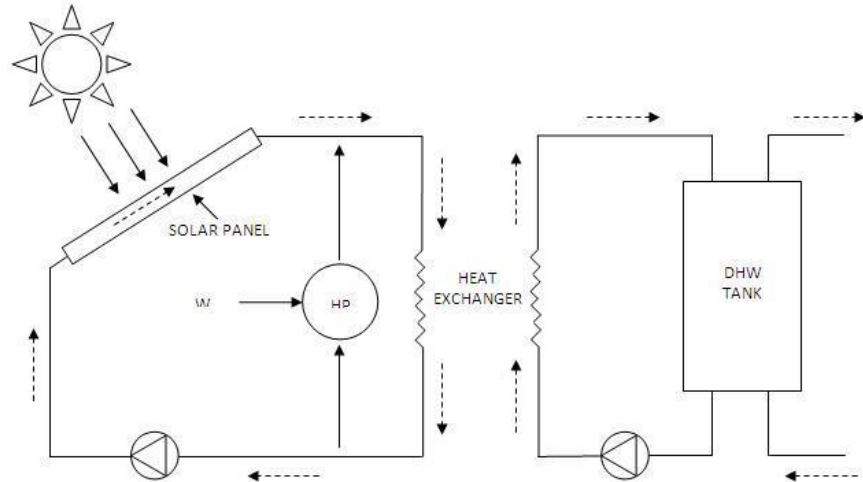 SOLAR PANEL
W
HP
HEAT
EXCHANGER
DHW
TANK